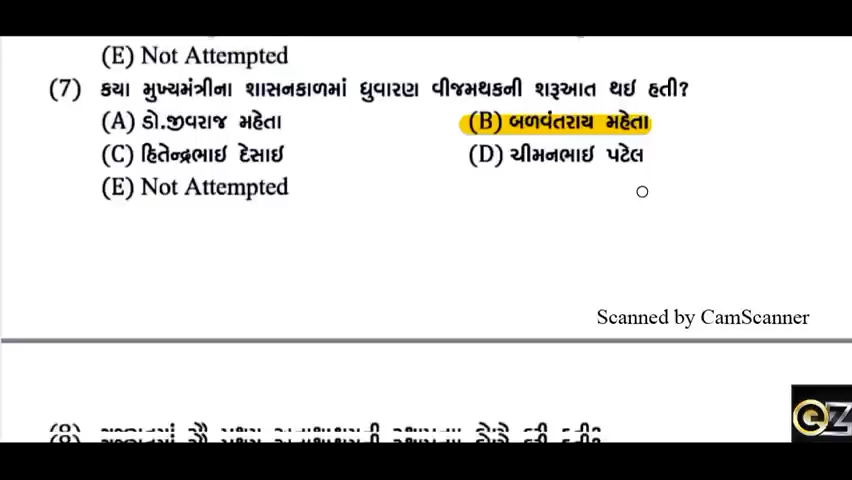 (E) Not Attempted
(7) કયા મુખ્યમંત્રીના શાસનકાળમાં ધુવારણ વીજમથકની શરૂઆત થઇ હતી?
(A) ડો.જીવરાજ મહેતા (B) બળવંતરાય મહેતા
(C) હિતેન્દ્રભાઇ દેસાઇ (D) ચીમનભાઇ પટેલ
(E) Not Attempted
Scanned by CamScanner
(8)